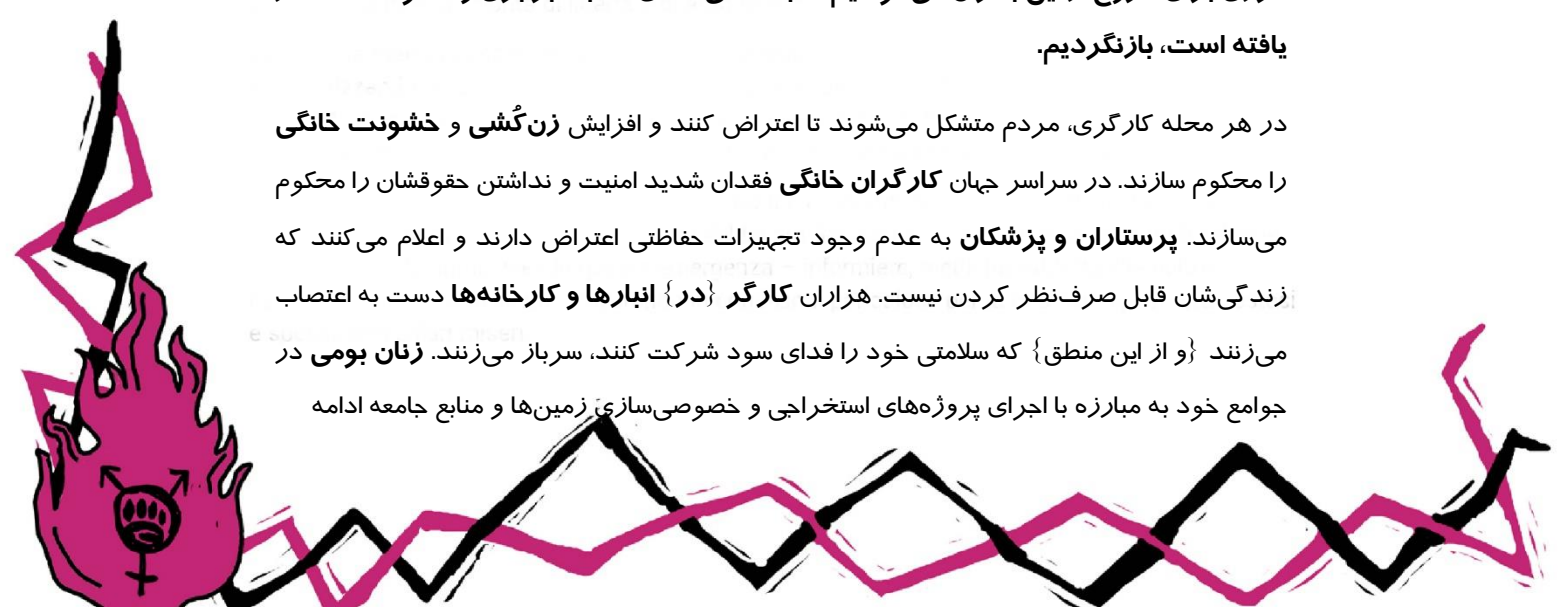 یافته است، بازنگردیم.
در هر محله کارگری، مردم متشکل می‌شوند تا اعتراض کنند و افزایش زن‌کُشی و خشونت خانگی
را محکوم سازند. در سراسر جهان کارگران خانگی فقدان شدید امنیت و نداشتن حقوقشان را محکوم
می‌سازند. پرستاران و پزشکان به عدم وجود تجهیزات حفاظتی اعتراض دارند و اعلام می‌کنند که
زندگی‌شان قابل صرف‌نظر کردن نیست. هزاران کارگر {در} انبارها و کارخانه‌ها دست به اعتصاب
می‌زنند {و از این منطق} که سلامتی خود را فدای سود شرکت کنند، سرباز می‌زنند. زنان بومی در
جوامع خود به مبارزه با اجرای پروژه‌های استخراجی و خصوصی‌سازی زمین‌ها و منابع جامعه ادامه